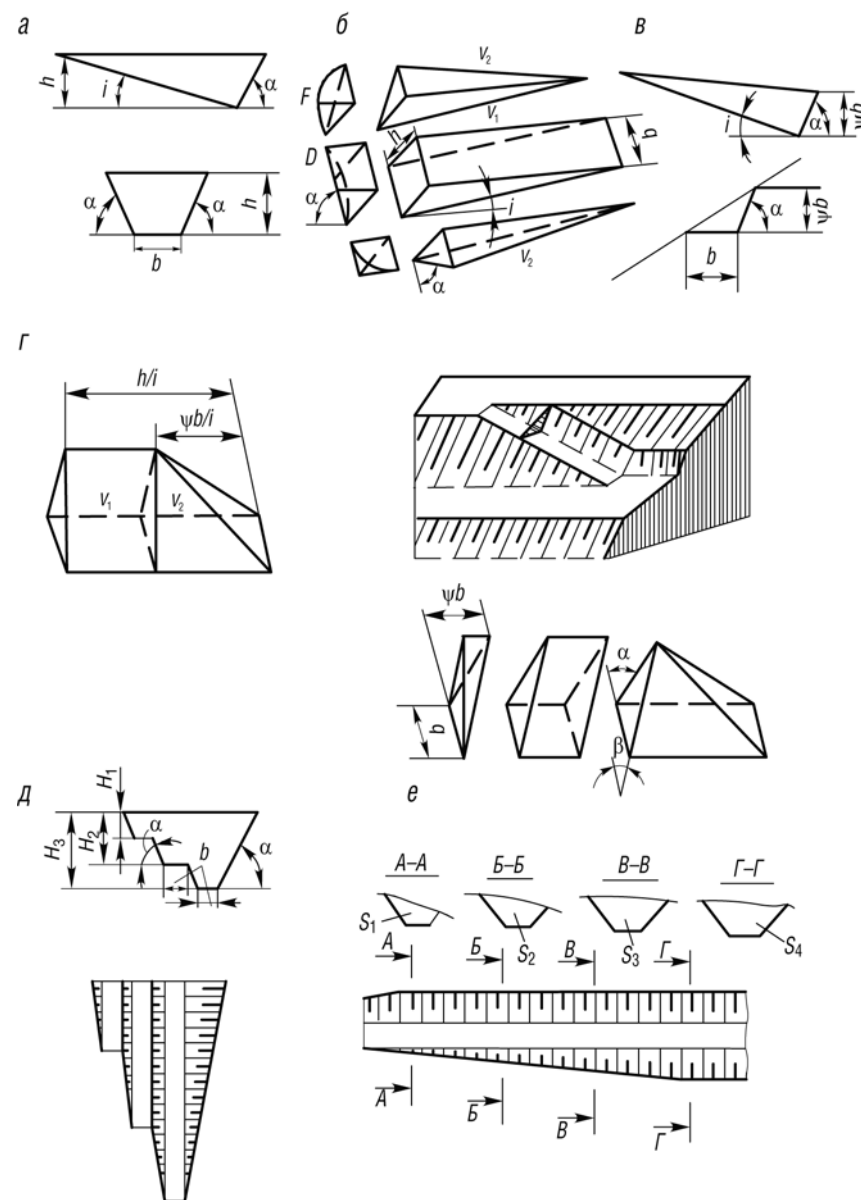 а
б
в
h
i
α
α
α
b
h
F
D
α
V₂
V₁
h
b
i
V₂
α
i
α
ψb
α
ψb
b
г
h/i
ψb/i
V₁
V₂
ψb
b
α
β
д
е
H₁
H₂
H₃
α
b
α
А–А
Б–Б
В–В
Г–Г
S₁
S₂
S₃
S₄
А
Б
В
Г
А
Б
В
Г